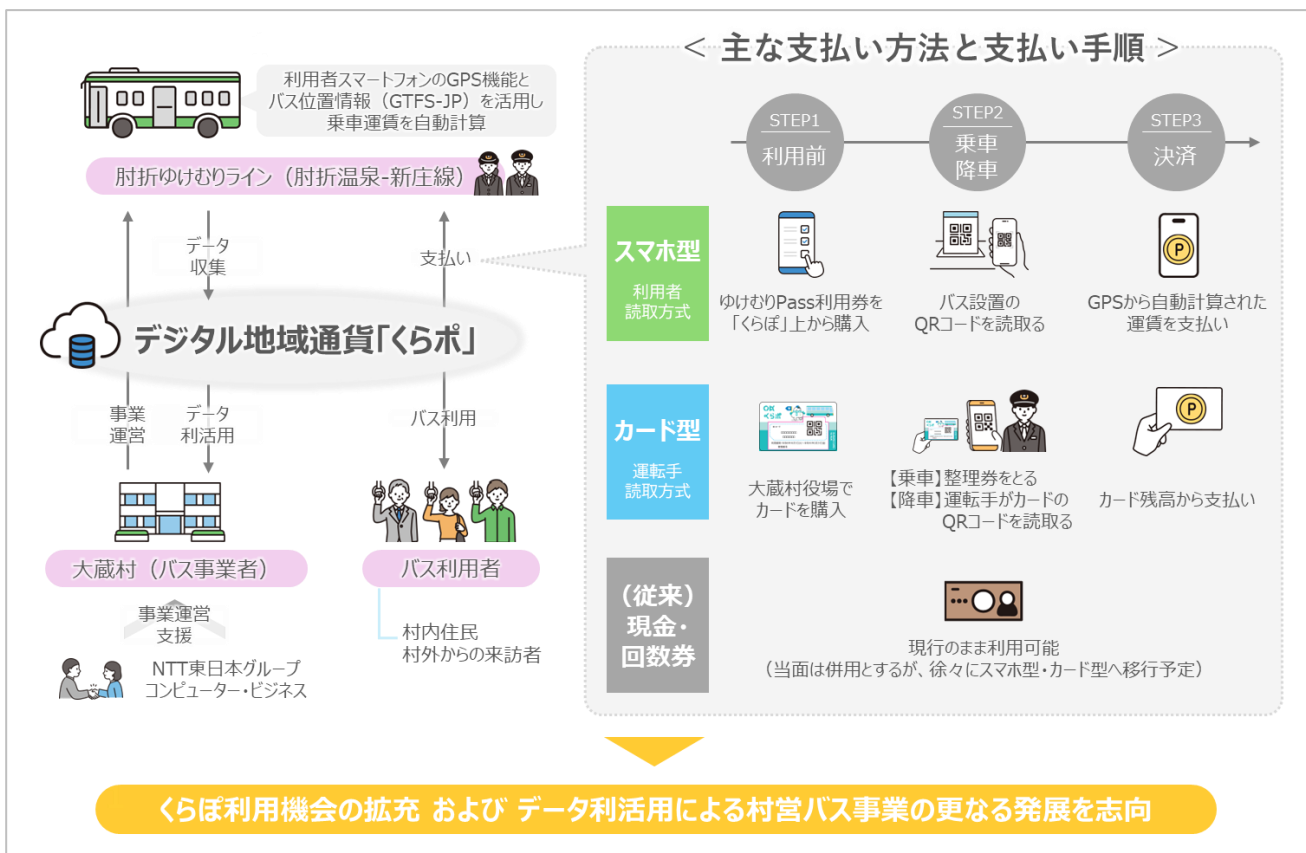 利用者スマートフォンのGPS機能と
バス位置情報（GTFS-JP）を活用し
乗車運賃を自動計算
肘折ゆけむりライン（肘折温泉-新庄線）
データ
収集
支払い
デジタル地域通貨「くらポ」
事業
運営
データ
利活用
バス利用
大蔵村（バス事業者）
バス利用者
事業運営
支援
村内住民
村外からの来訪者
NTT東日本グループ
コンピューター・ビジネス
＜ 主な支払い方法と支払い手順 ＞
STEP1
利用前
STEP2
乗車
降車
STEP3
決済
スマホ型
利用者
読取方式
ゆけむりPass利用券を
「くらぽ」上から購入
バス設置の
QRコードを読取る
P
GPSから自動計算された
運賃を支払い
カード型
運転手
読取方式
大蔵村役場で
カードを購入
【乗車】整理券をとる
【降車】運転手がカードの
QRコードを読取る
P
カード残高から支払い
（従来）
現金・
回数券
現行のまま利用可能
（当面は併用とするが、徐々にスマホ型・カード型へ移行予定）
くらぽ利用機会の拡充 および データ利活用による村営バス事業の更なる発展を志向